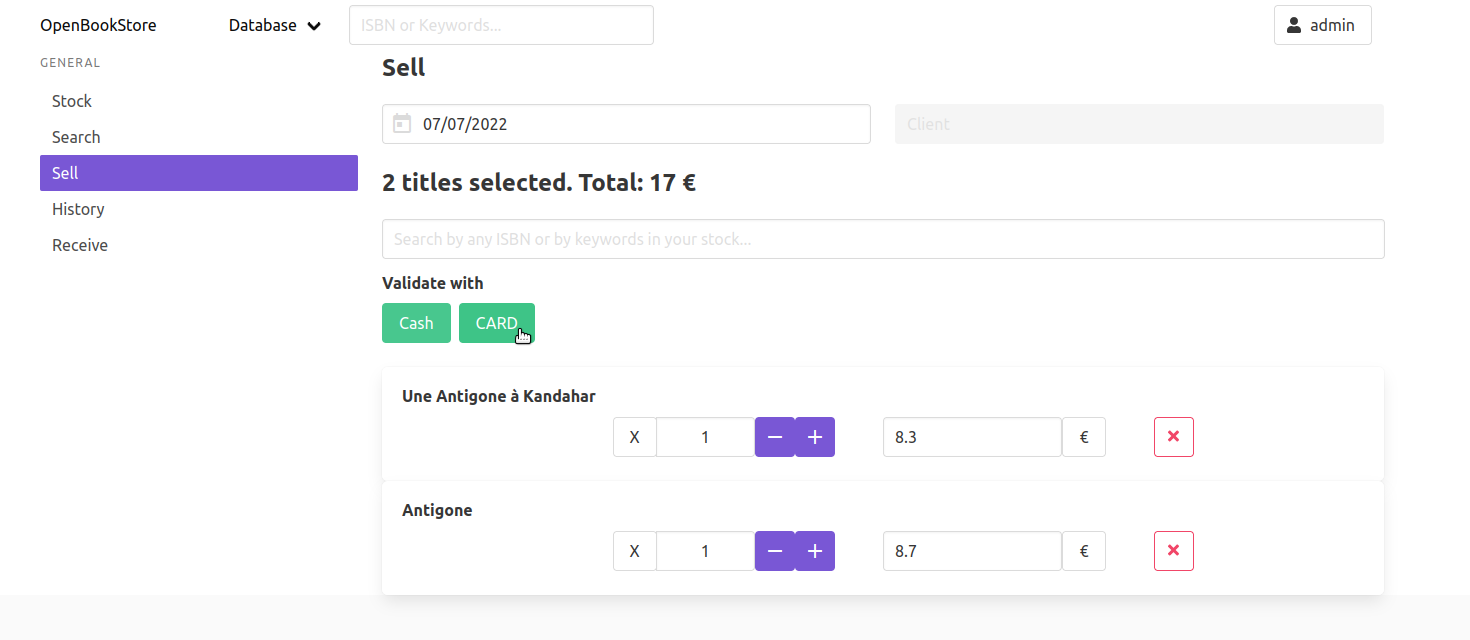 OpenBookStore Database ISBN or Keywords... admin
GENERAL
Stock
Search
Sell
History
Receive
Sell
07/07/2022 Client
2 titles selected. Total: 17 €
Search by any ISBN or by keywords in your stock...
Validate with
Cash CARD
Une Antigone à Kandahar
X 1 − + 8.3 €
Antigone
X 1 − + 8.7 €